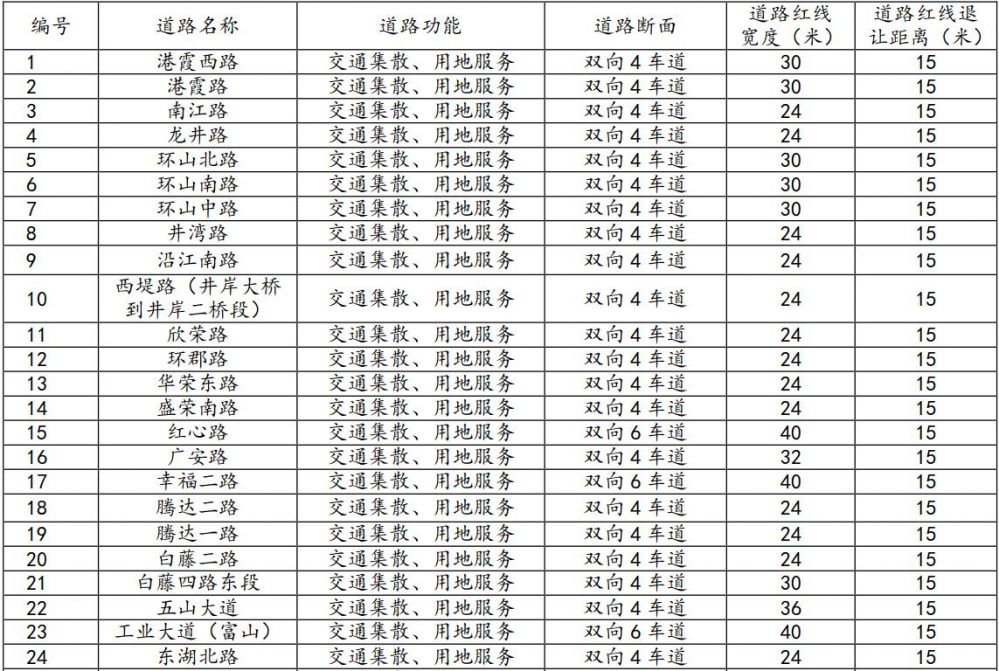 编号 道路名称 道路功能 道路断面 道路红线宽度（米） 道路红线退让距离（米）
1 港霞西路 交通集散、用地服务 双向4车道 30 15
2 港霞路 交通集散、用地服务 双向4车道 30 15
3 南江路 交通集散、用地服务 双向4车道 24 15
4 龙井路 交通集散、用地服务 双向4车道 24 15
5 环山北路 交通集散、用地服务 双向4车道 30 15
6 环山南路 交通集散、用地服务 双向4车道 30 15
7 环山中路 交通集散、用地服务 双向4车道 30 15
8 井湾路 交通集散、用地服务 双向4车道 24 15
9 沿江南路 交通集散、用地服务 双向4车道 24 15
10 西堤路（井岸大桥到井岸二桥段） 交通集散、用地服务 双向4车道 24 15
11 欣荣路 交通集散、用地服务 双向4车道 24 15
12 环郡路 交通集散、用地服务 双向4车道 24 15
13 华荣东路 交通集散、用地服务 双向4车道 24 15
14 盛荣南路 交通集散、用地服务 双向4车道 24 15
15 红心路 交通集散、用地服务 双向6车道 40 15
16 广安路 交通集散、用地服务 双向4车道 32 15
17 幸福二路 交通集散、用地服务 双向6车道 40 15
18 腾达二路 交通集散、用地服务 双向4车道 24 15
19 腾达一路 交通集散、用地服务 双向4车道 24 15
20 白藤二路 交通集散、用地服务 双向4车道 24 15
21 白藤四路东段 交通集散、用地服务 双向4车道 30 15
22 五山大道 交通集散、用地服务 双向4车道 36 15
23 工业大道（富山） 交通集散、用地服务 双向6车道 40 15
24 东湖北路 交通集散、用地服务 双向4车道 24 15